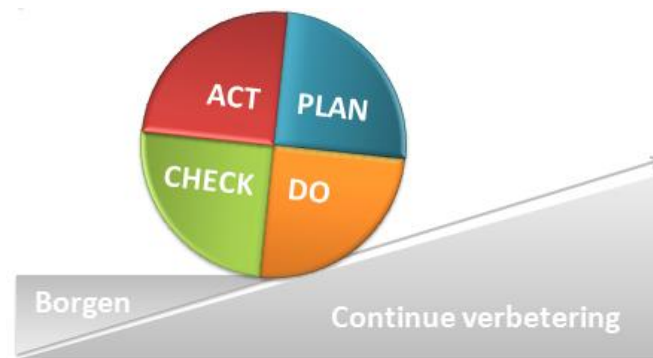 ACT
PLAN
CHECK
DO
Borgen
Continue verbetering